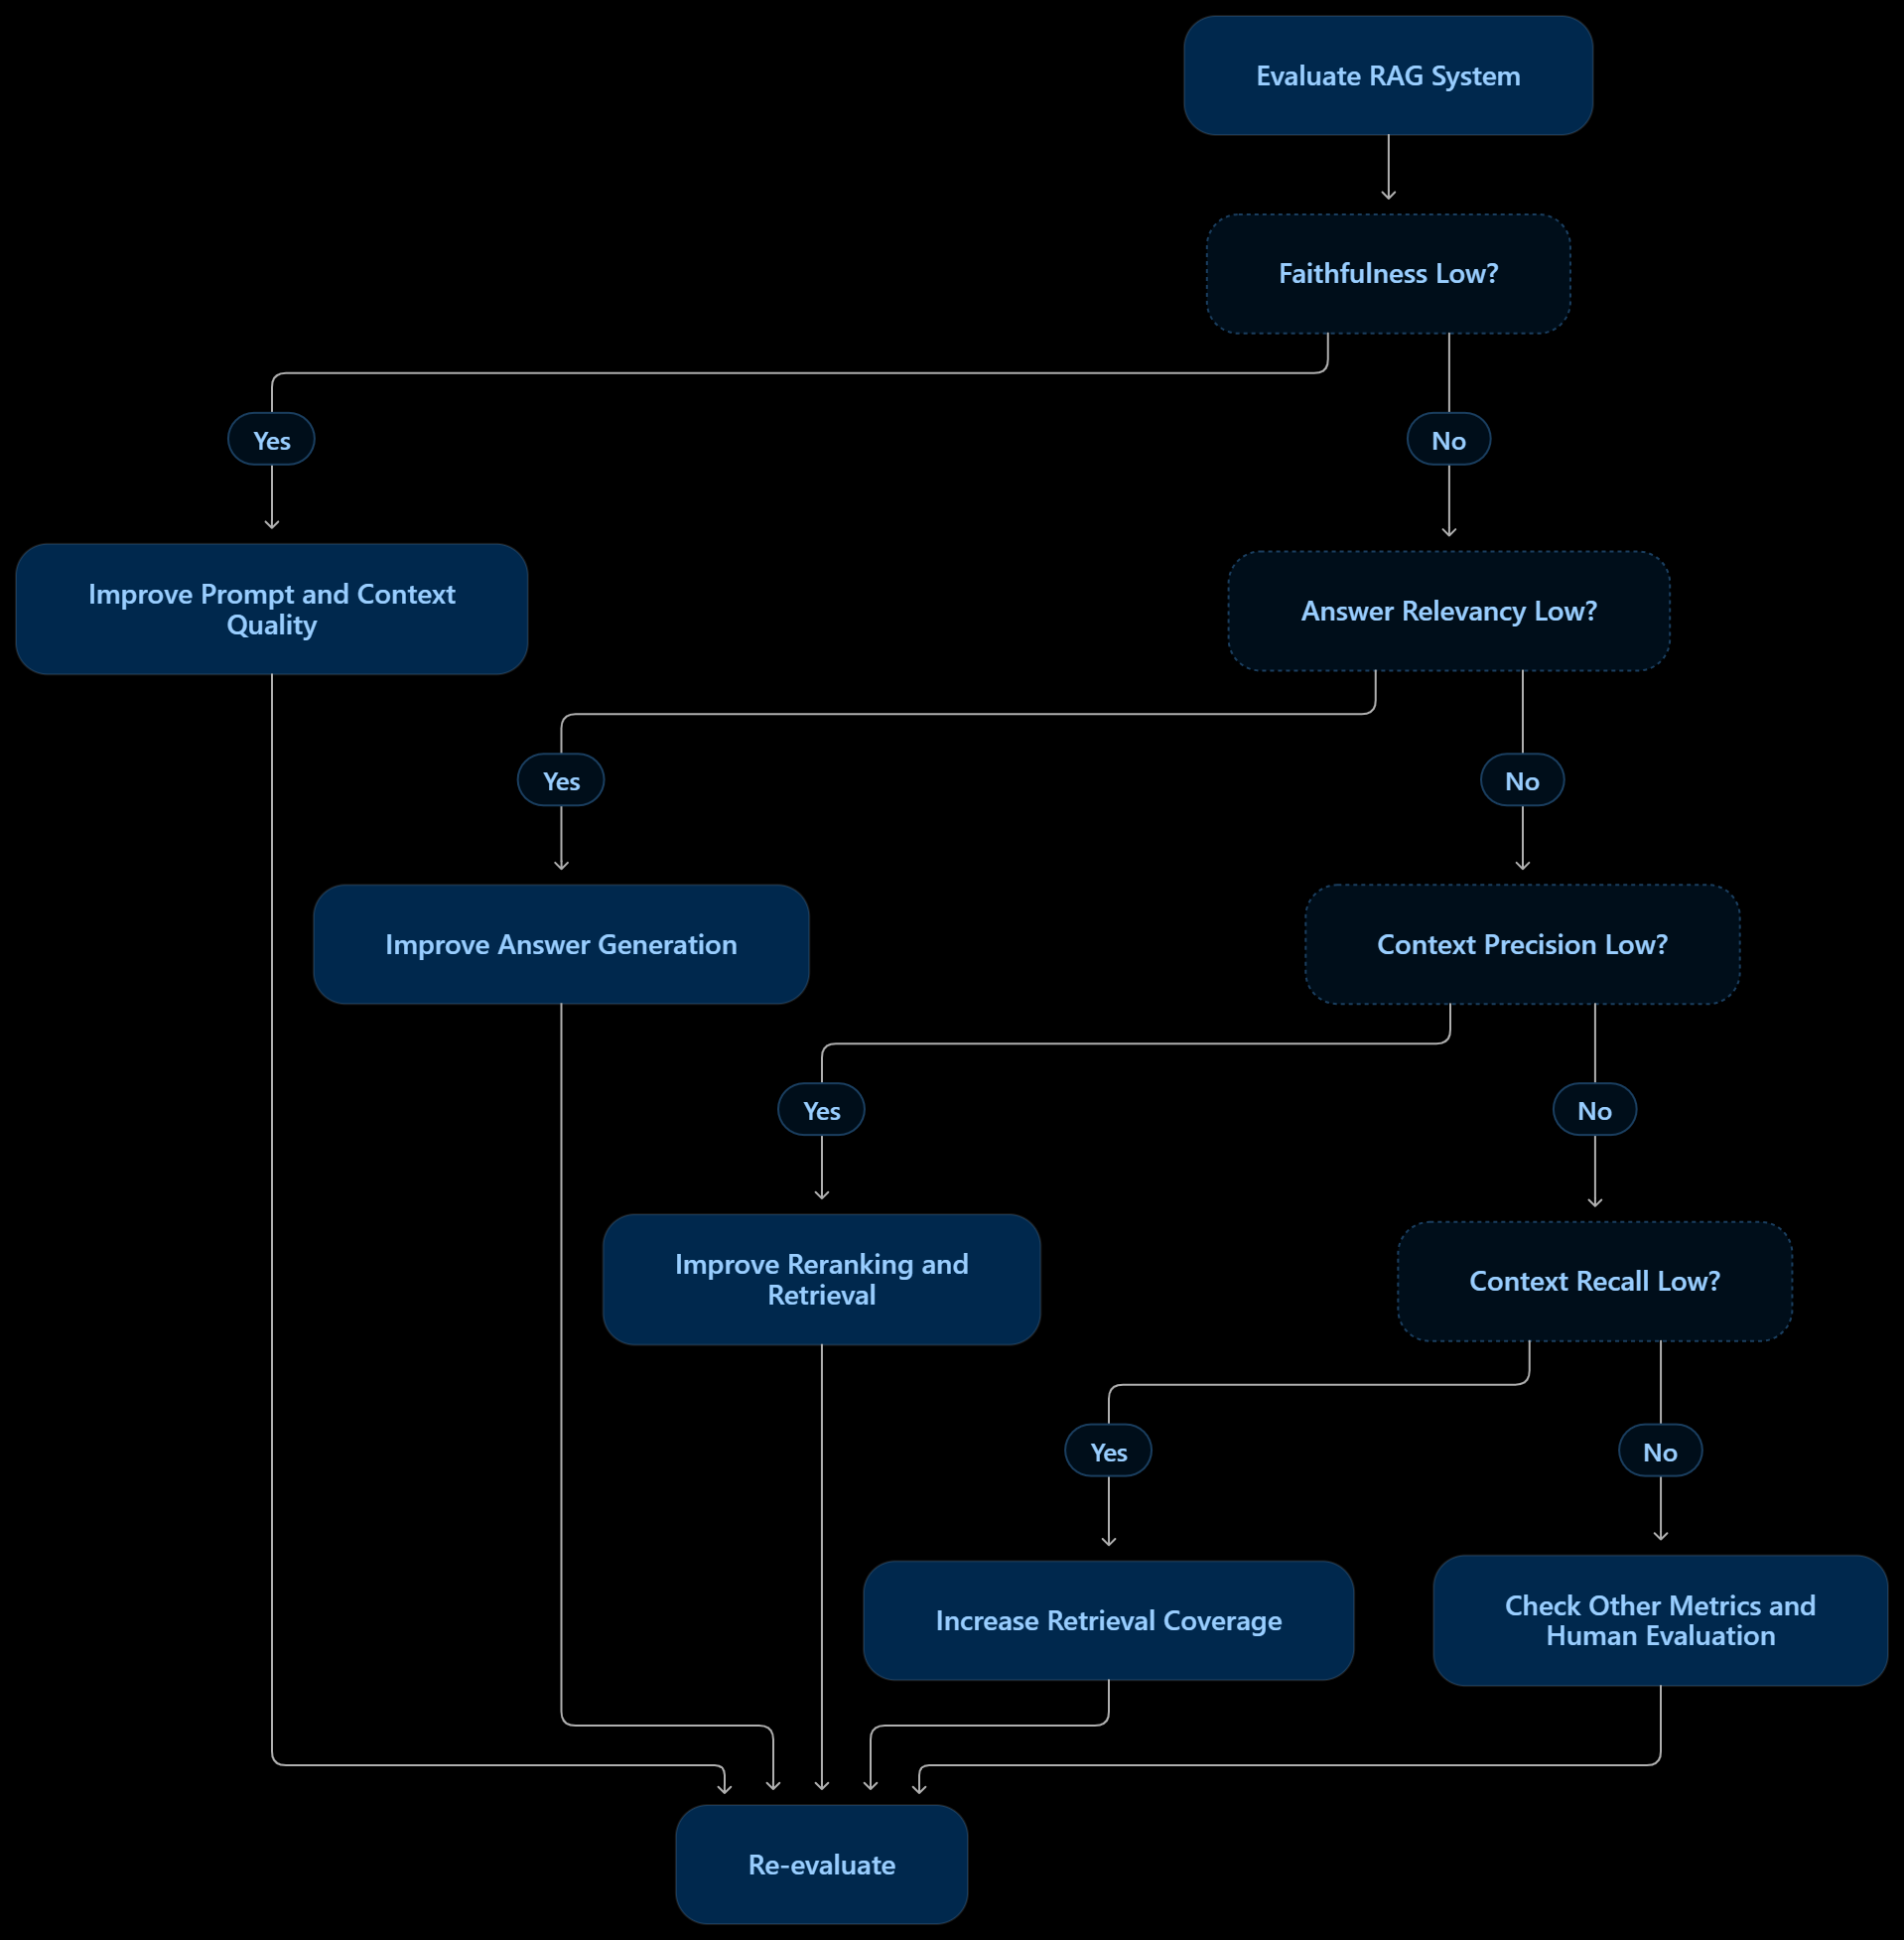 Evaluate RAG System
Faithfulness Low?
Yes
No
Improve Prompt and Context
Quality
Answer Relevancy Low?
Yes
No
Improve Answer Generation
Context Precision Low?
Yes
No
Improve Reranking and
Retrieval
Context Recall Low?
Yes
No
Increase Retrieval Coverage
Check Other Metrics and
Human Evaluation
Re-evaluate